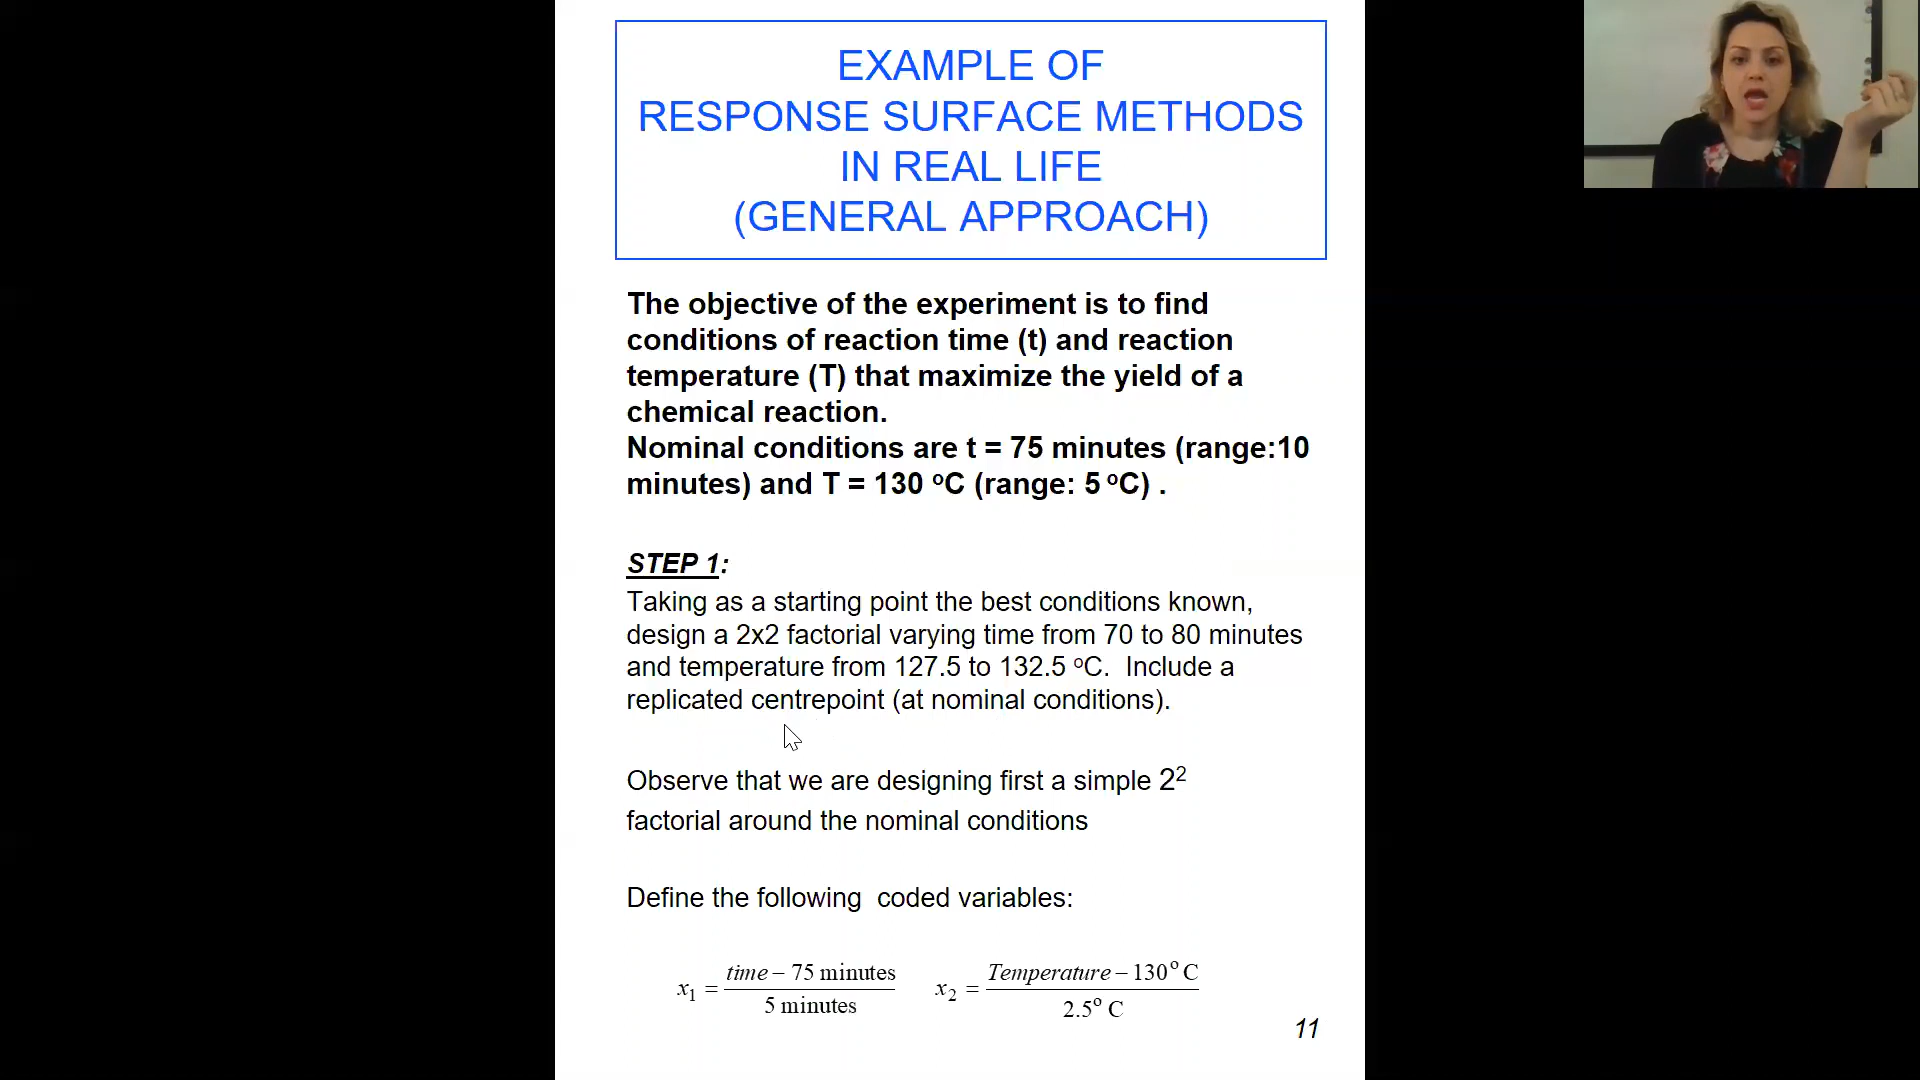 EXAMPLE OF
RESPONSE SURFACE METHODS
IN REAL LIFE
(GENERAL APPROACH)
The objective of the experiment is to find
conditions of reaction time (t) and reaction
temperature (T) that maximize the yield of a
chemical reaction.
Nominal conditions are t = 75 minutes (range:10
minutes) and T = 130 ºC (range: 5 ºC) .
STEP 1:
Taking as a starting point the best conditions known,
design a 2x2 factorial varying time from 70 to 80 minutes
and temperature from 127.5 to 132.5 ºC. Include a
replicated centrepoint (at nominal conditions).
Observe that we are designing first a simple 2²
factorial around the nominal conditions
Define the following coded variables:
x₁ = (time – 75 minutes) / (5 minutes) x₂ = (Temperature – 130º C) / (2.5º C)
11